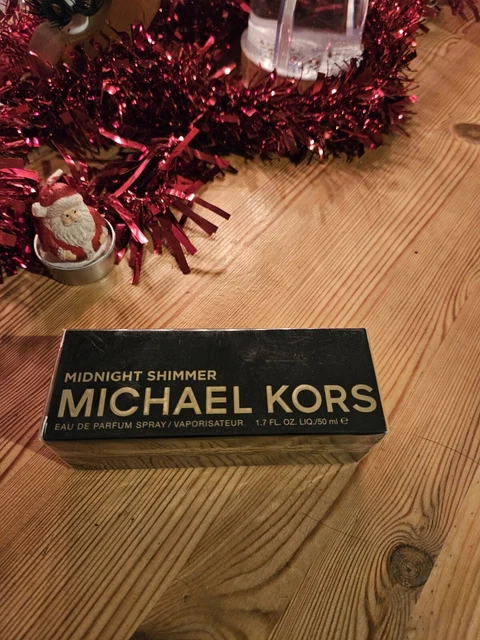 MIDNIGHT SHIMMER
MICHAEL KORS
EAU DE PARFUM SPRAY / VAPORISATEUR 1.7 FL. OZ. LIQ./50 ml ℮